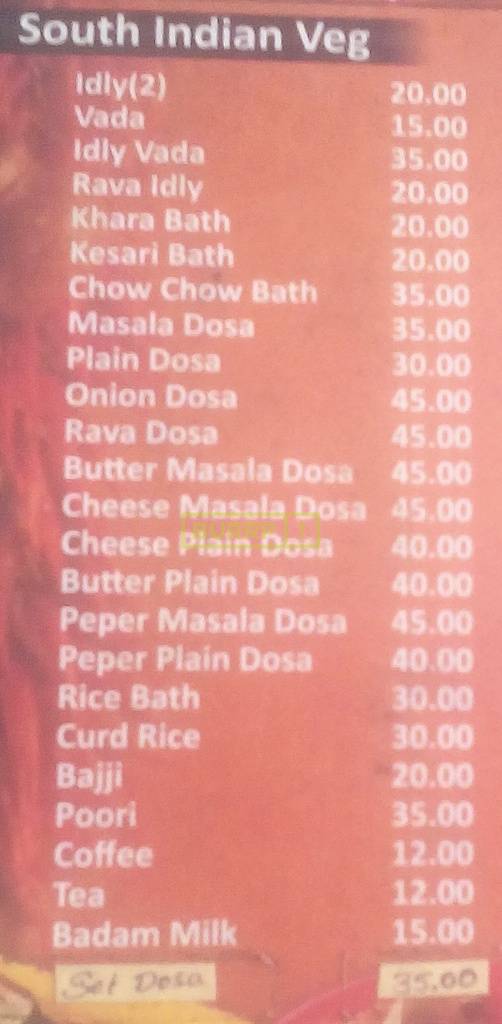 South Indian Veg
Idly(2) 20.00
Vada 15.00
Idly Vada 35.00
Rava Idly 20.00
Khara Bath 20.00
Kesari Bath 20.00
Chow Chow Bath 35.00
Masala Dosa 35.00
Plain Dosa 30.00
Onion Dosa 45.00
Rava Dosa 45.00
Butter Masala Dosa 45.00
Cheese Masala Dosa 45.00
Cheese Plain Dosa 40.00
Butter Plain Dosa 40.00
Peper Masala Dosa 45.00
Peper Plain Dosa 40.00
Rice Bath 30.00
Curd Rice 30.00
Bajji 20.00
Poori 35.00
Coffee 12.00
Tea 12.00
Badam Milk 15.00
Set Dosa 35.00